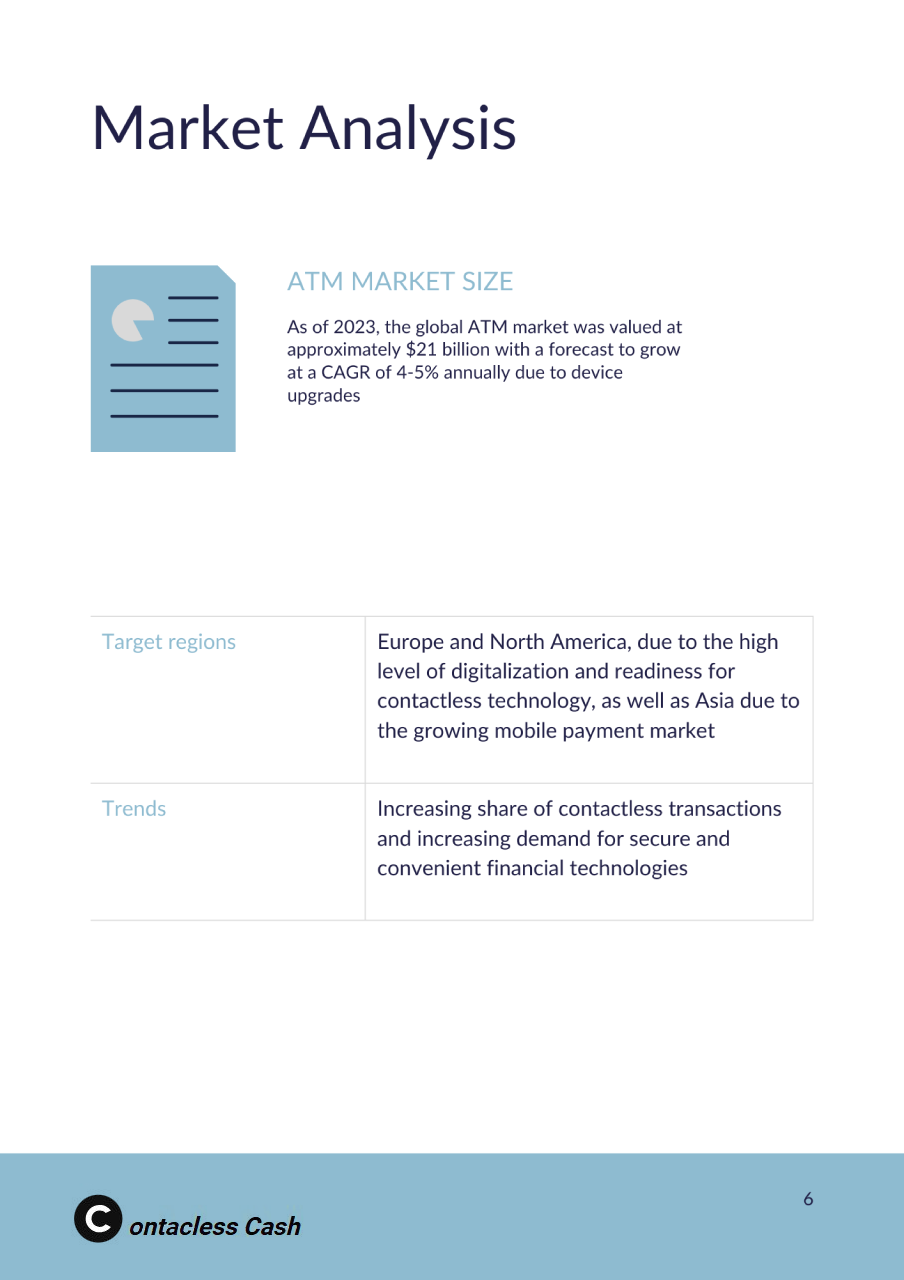 Market Analysis
ATM MARKET SIZE
As of 2023, the global ATM market was valued at
approximately $21 billion with a forecast to grow
at a CAGR of 4-5% annually due to device
upgrades
Target regions
Europe and North America, due to the high
level of digitalization and readiness for
contactless technology, as well as Asia due to
the growing mobile payment market
Trends
Increasing share of contactless transactions
and increasing demand for secure and
convenient financial technologies
6
Contacless Cash